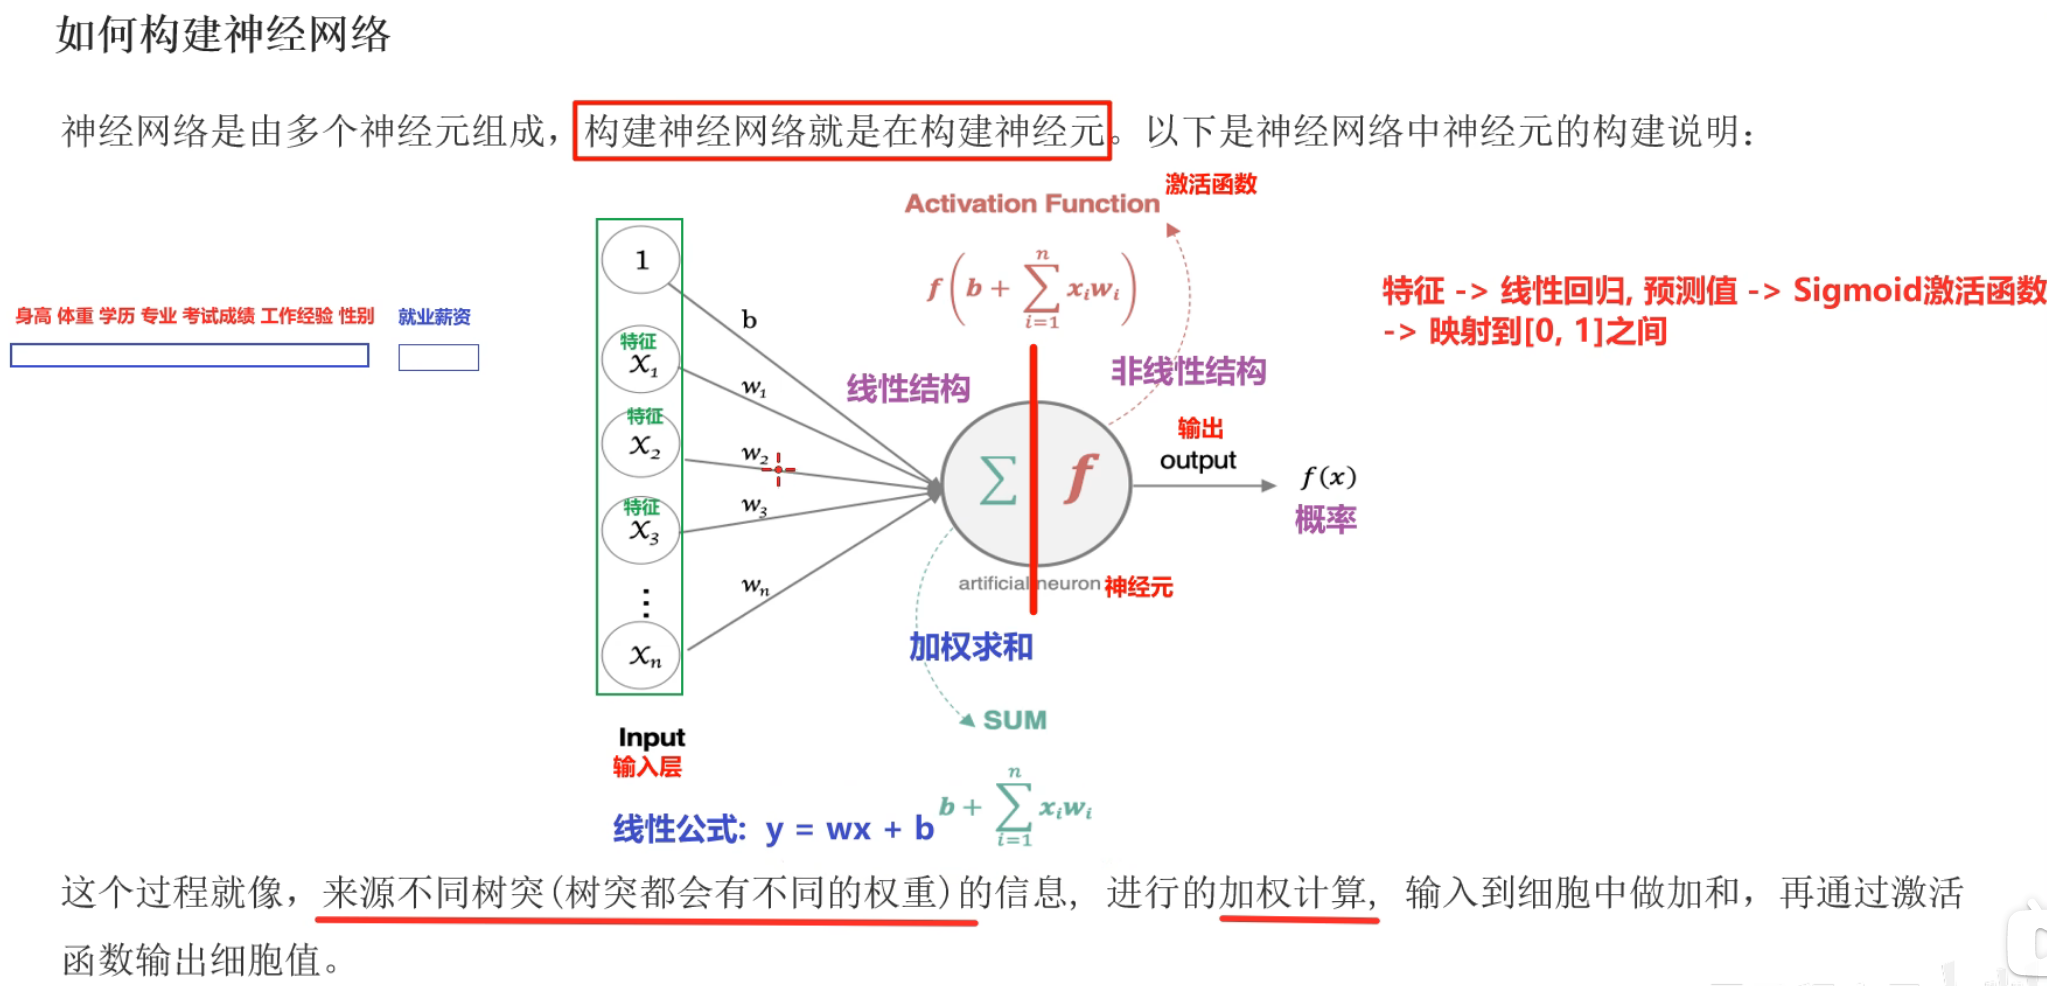 如何构建神经网络
神经网络是由多个神经元组成，构建神经网络就是在构建神经元。以下是神经网络中神经元的构建说明：
激活函数
Activation Function
1
f(b + ∑ⁿᵢ₌₁ xᵢwᵢ)
特征 -> 线性回归, 预测值 -> Sigmoid激活函数
-> 映射到[0, 1]之间
身高 体重 学历 专业 考试成绩 工作经验 性别 就业薪资
b
特征
x₁
w₁
线性结构
非线性结构
特征
x₂
w₂
输出
output
∑ f
f(x)
概率
特征
x₃
w₃
wₙ
artificial neuron 神经元
⋮
xₙ
加权求和
SUM
Input
输入层
线性公式: y = wx + b
b + ∑ⁿᵢ₌₁ xᵢwᵢ
这个过程就像，来源不同树突(树突都会有不同的权重)的信息, 进行的加权计算, 输入到细胞中做加和，再通过激活
函数输出细胞值。